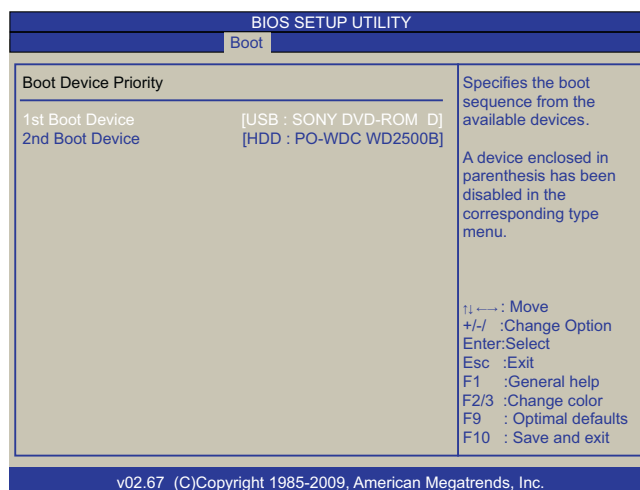 BIOS SETUP UTILITY
Boot
Boot Device Priority
1st Boot Device [USB : SONY DVD-ROM D]
2nd Boot Device [HDD : PO-WDC WD2500B]
Specifies the boot
sequence from the
available devices.
A device enclosed in
parenthesis has been
disabled in the
corresponding type
menu.
↑↓←→: Move
+/-/ :Change Option
Enter:Select
Esc :Exit
F1 :General help
F2/3 :Change color
F9 : Optimal defaults
F10 : Save and exit
v02.67 (C)Copyright 1985-2009, American Megatrends, Inc.